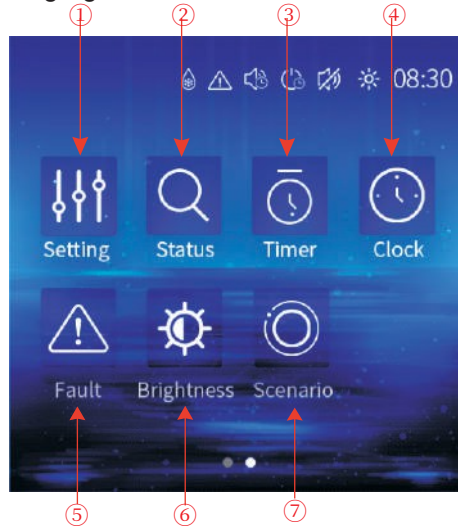 ① ② ③ ④
08:30
Setting Status Timer Clock
Fault Brightness Scenario
⑤ ⑥ ⑦